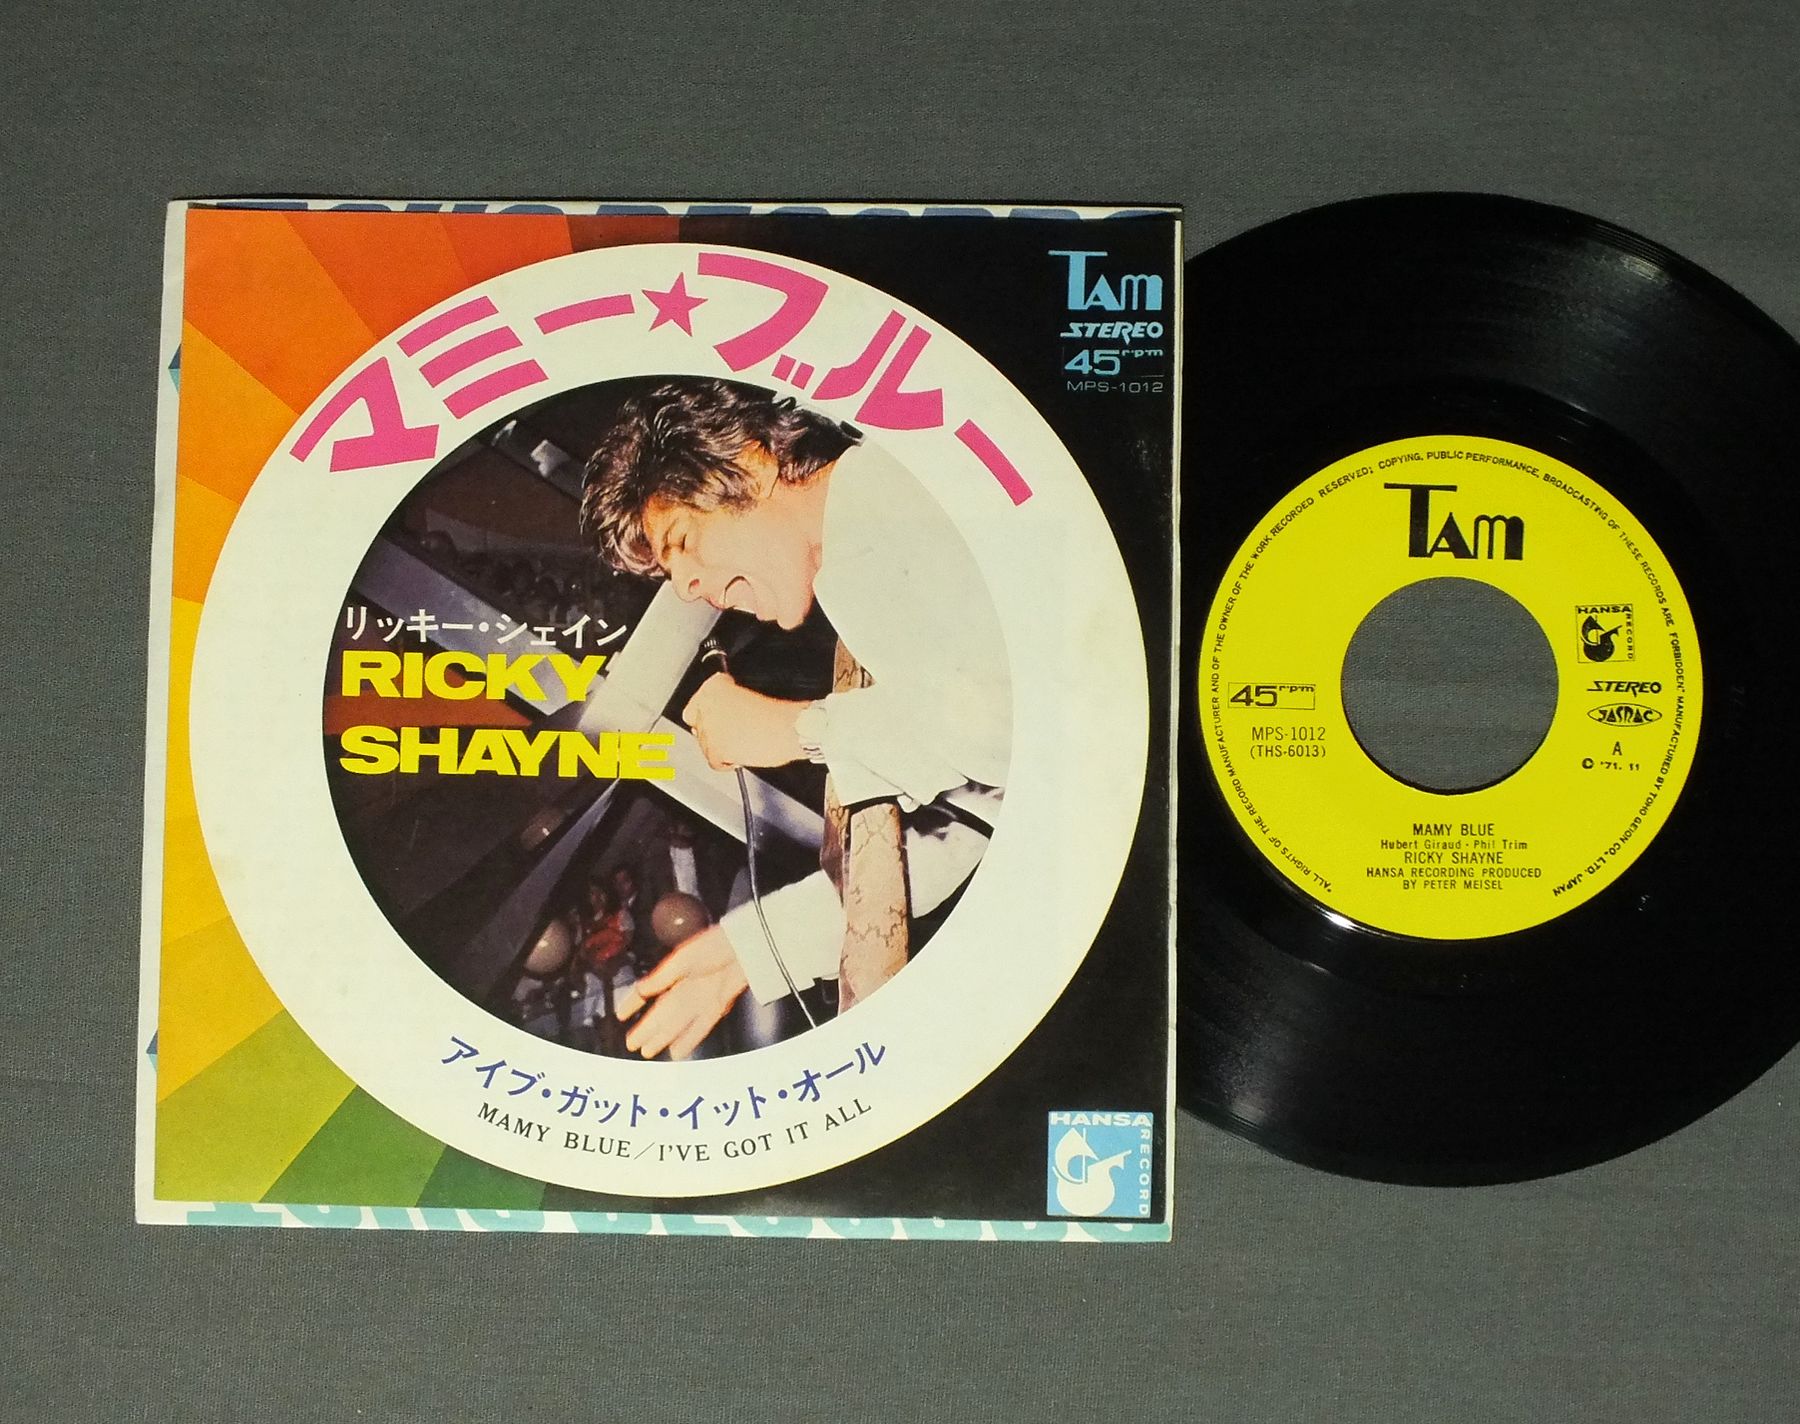 マミー★ブルー
TAM
STEREO
45rpm
MPS-1012
リッキー・シェイン
RICKY
SHAYNE
アイブ・ガット・イット・オール
MAMY BLUE/I'VE GOT IT ALL
HANSA
RECORD
*ALL RIGHTS OF THE RECORD MANUFACTURER AND OF THE OWNER OF THE WORK RECORDED RESERVED; COPYING, PUBLIC PERFORMANCE, BROADCASTING OF THESE RECORDS ARE FORBIDDEN. MANUFACTURED BY TOHO GEION CO., LTD. JAPAN
TAM
HANSA
RECORD
45rpm
STEREO
MPS-1012
JASRAC
(THS-6013)
A
© '71. 11
MAMY BLUE
Hubert Giraud · Phil Trim
RICKY SHAYNE
HANSA RECORDING PRODUCED
BY PETER MEISEL